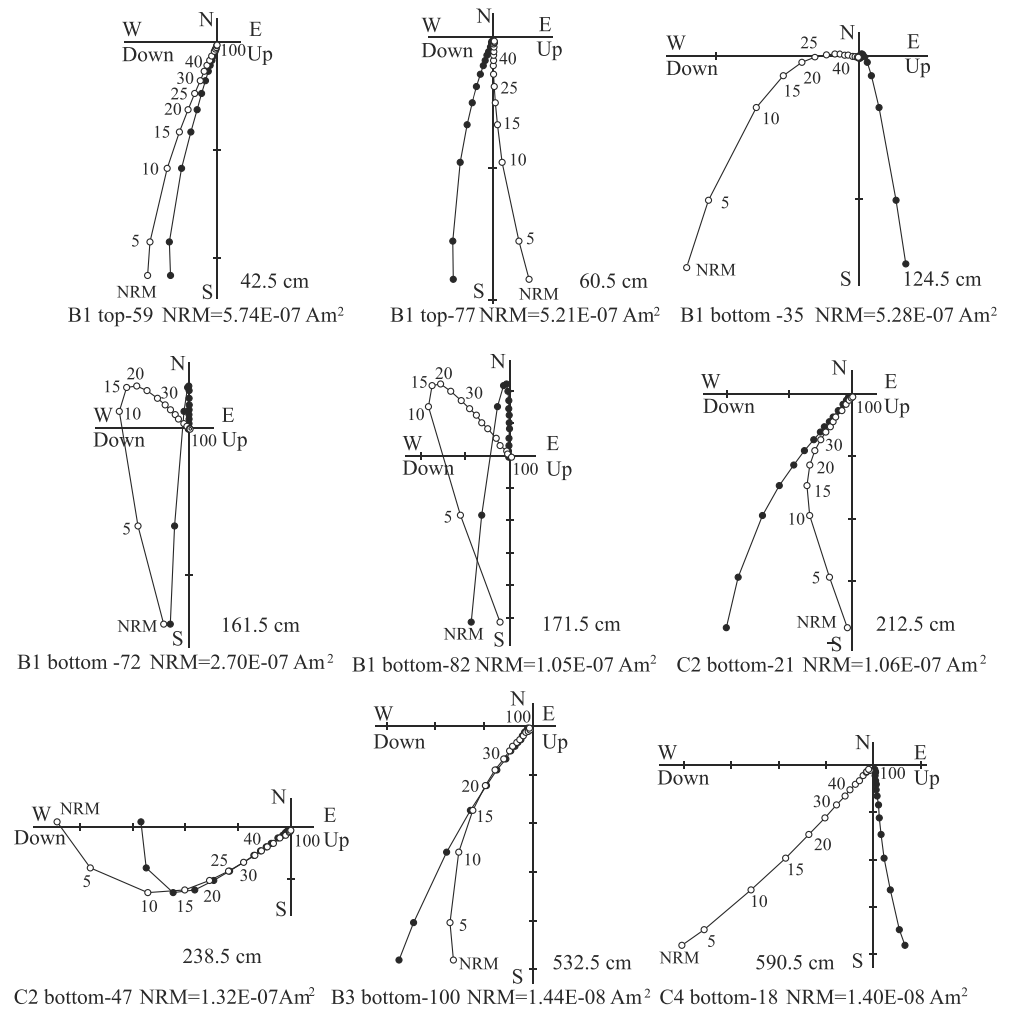 N
W E
Down 100 Up
40
30
25
20
15
10
5
NRM
S
42.5 cm
B1 top-59 NRM=5.74E-07 Am²
N
W E
Down Up
40
25
15
10
5
NRM
S
60.5 cm
B1 top-77 NRM=5.21E-07 Am²
N
W E
Down Up
25
40
20
15
10
5
NRM
S
124.5 cm
B1 bottom -35 NRM=5.28E-07 Am²
N
20
15
30
W 10 E
Down 100 Up
5
NRM
S
161.5 cm
B1 bottom -72 NRM=2.70E-07 Am²
N
20
15
30
10
W E
Down 100 Up
5
NRM
171.5 cm
B1 bottom-82 NRM=1.05E-07 Am²
N
W E
Down 100 Up
30
20
15
10
5
NRM
S
212.5 cm
C2 bottom-21 NRM=1.06E-07 Am²
N
W NRM E
Down 40 100 Up
25
5
20
10 15
S
238.5 cm
C2 bottom-47 NRM=1.32E-07Am²
N
100 E
W
Down Up
30
20
15
10
5
NRM
S
532.5 cm
B3 bottom-100 NRM=1.44E-08 Am²
N
W E
Down 100 Up
40
30
20
15
10
5
NRM
S
590.5 cm
C4 bottom-18 NRM=1.40E-08 Am²